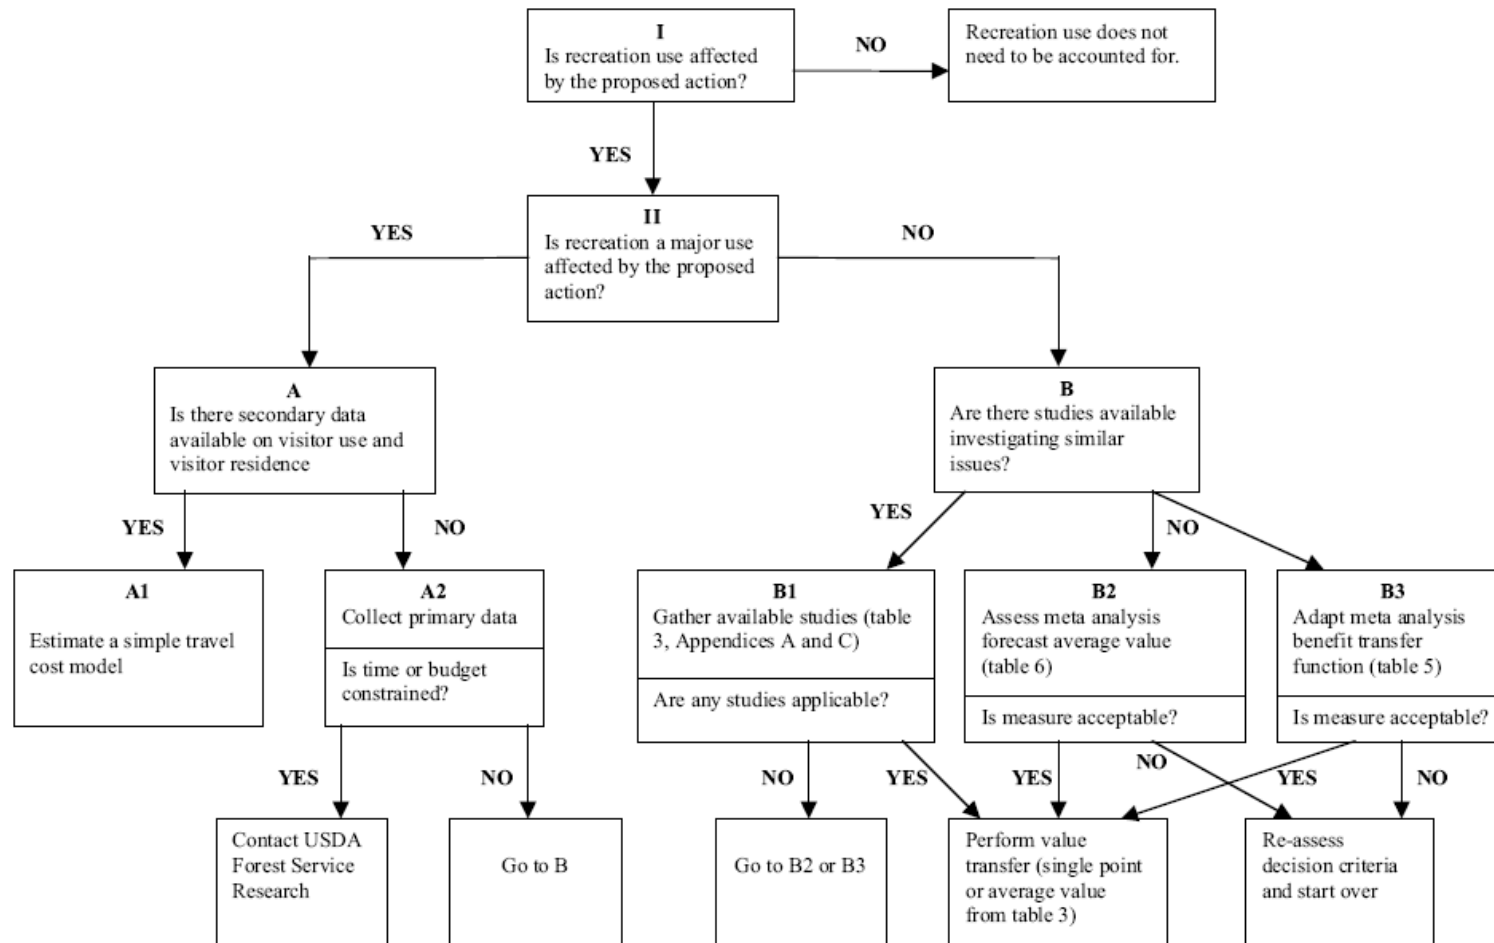 I
Is recreation use affected
by the proposed action?
NO
Recreation use does not
need to be accounted for.
YES
II
Is recreation a major use
affected by the proposed
action?
YES
NO
A
Is there secondary data
available on visitor use and
visitor residence
B
Are there studies available
investigating similar
issues?
YES
NO
YES
NO
A1
Estimate a simple travel
cost model
A2
Collect primary data
Is time or budget
constrained?
B1
Gather available studies (table
3, Appendices A and C)
Are any studies applicable?
B2
Assess meta analysis
forecast average value
(table 6)
Is measure acceptable?
B3
Adapt meta analysis
benefit transfer
function (table 5)
Is measure acceptable?
YES
NO
NO
YES
YES
NO
YES
NO
Contact USDA
Forest Service
Research
Go to B
Go to B2 or B3
Perform value
transfer (single point
or average value
from table 3)
Re-assess
decision criteria
and start over